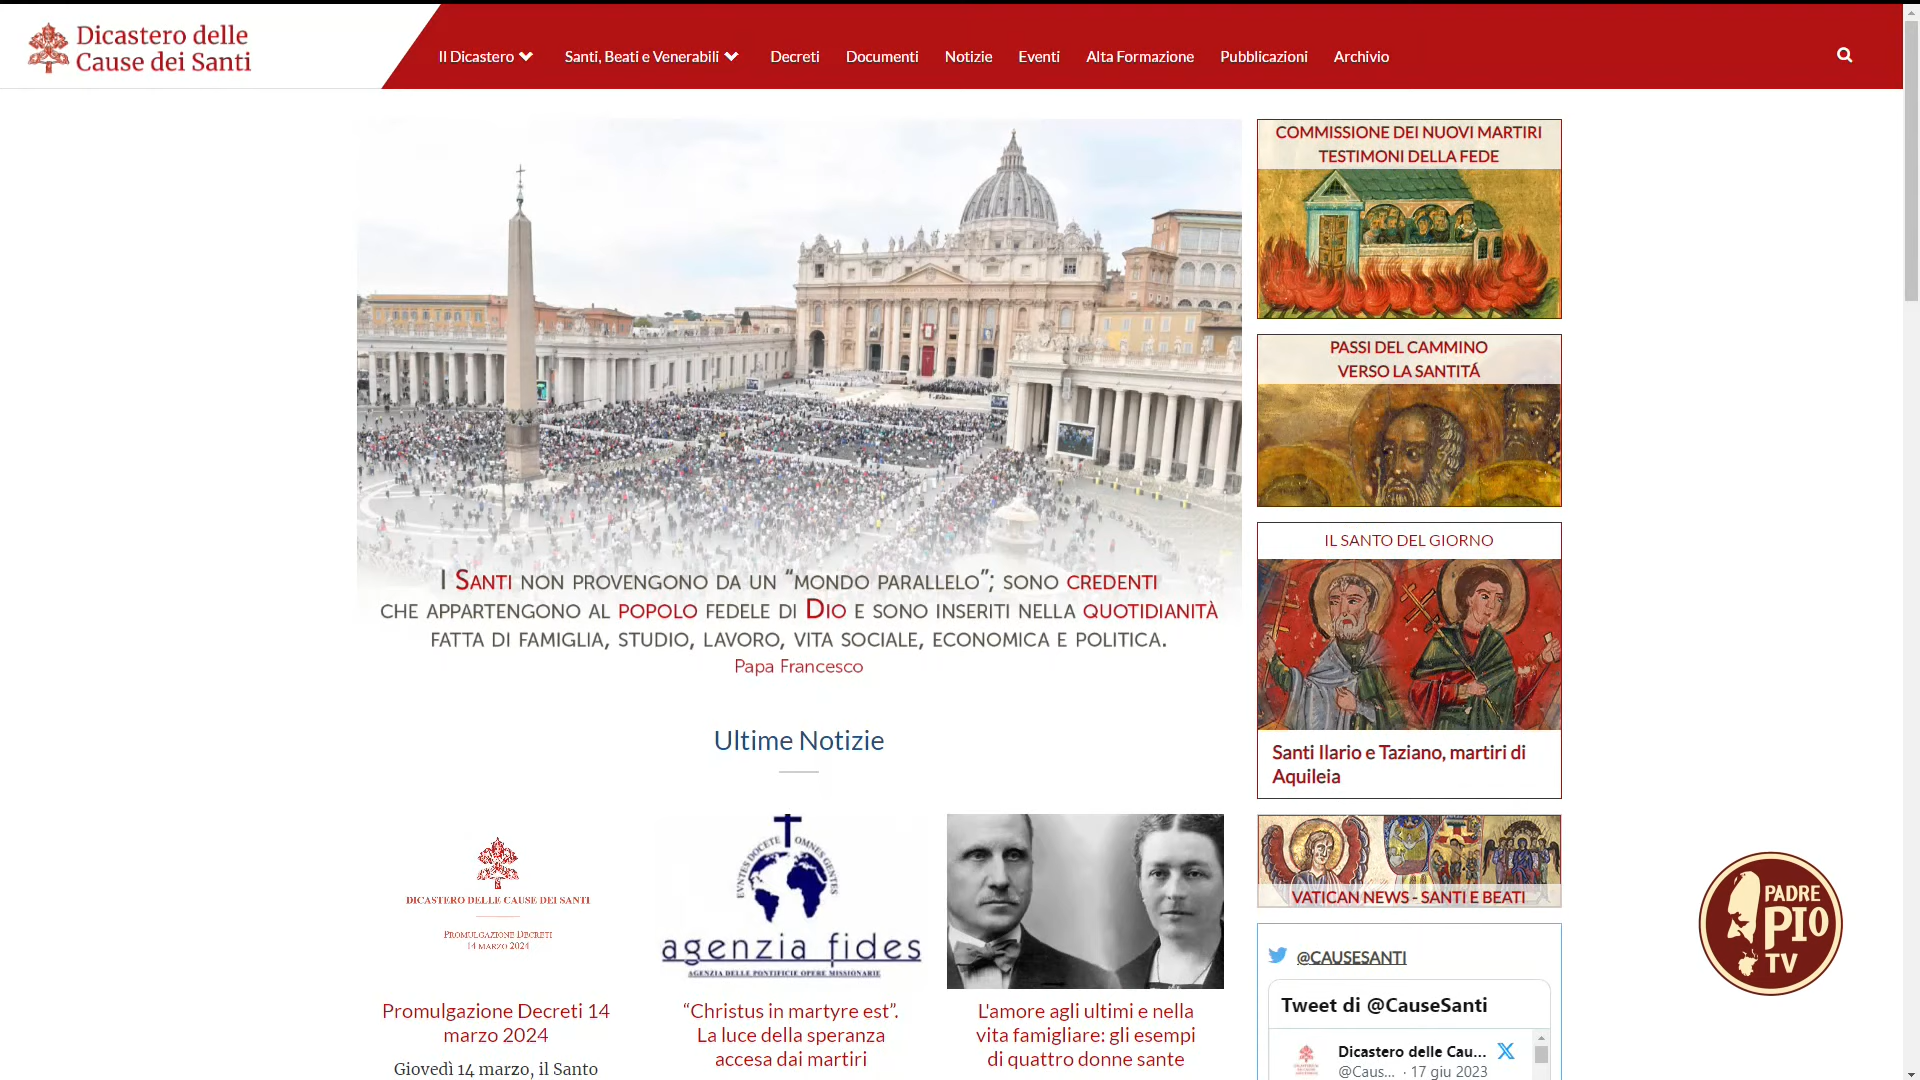 Dicastero delle
Cause dei Santi
Il Dicastero
Santi, Beati e Venerabili
Decreti
Documenti
Notizie
Eventi
Alta Formazione
Pubblicazioni
Archivio
I SANTI NON PROVENGONO DA UN “MONDO PARALLELO”; SONO CREDENTI
CHE APPARTENGONO AL POPOLO FEDELE DI DIO E SONO INSERITI NELLA QUOTIDIANITÀ
FATTA DI FAMIGLIA, STUDIO, LAVORO, VITA SOCIALE, ECONOMICA E POLITICA.
Papa Francesco
Ultime Notizie
DICASTERO DELLE CAUSE DEI SANTI
PROMULGAZIONE DECRETI
14 MARZO 2024
Promulgazione Decreti 14
marzo 2024
Giovedì 14 marzo, il Santo
EVNTES DOCETE OMNES GENTES
agenzia fides
AGENZIA DELLE PONTIFICIE OPERE MISSIONARIE
“Christus in martyre est”.
La luce della speranza
accesa dai martiri
L'amore agli ultimi e nella
vita famigliare: gli esempi
di quattro donne sante
COMMISSIONE DEI NUOVI MARTIRI
TESTIMONI DELLA FEDE
PASSI DEL CAMMINO
VERSO LA SANTITÁ
IL SANTO DEL GIORNO
Santi Ilario e Taziano, martiri di
Aquileia
VATICAN NEWS - SANTI E BEATI
@CAUSESANTI
Tweet di @CauseSanti
Dicastero delle Cau...
@Caus... · 17 giu 2023
PADRE
PIO
TV